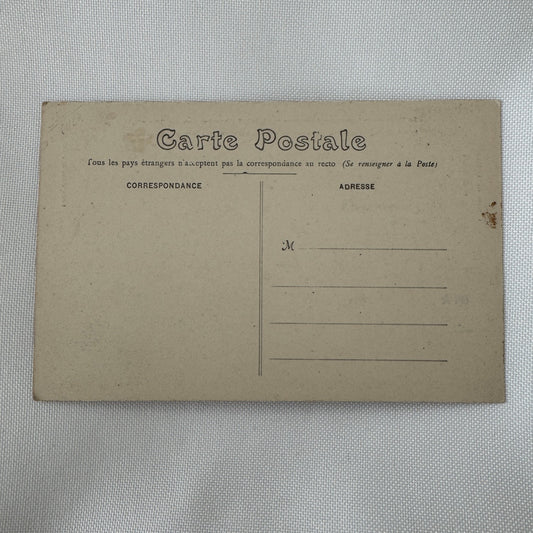 Carte Postale
Tous les pays étrangers n'acceptent pas la correspondance au recto (Se renseigner à la Poste)
CORRESPONDANCE
ADRESSE
M